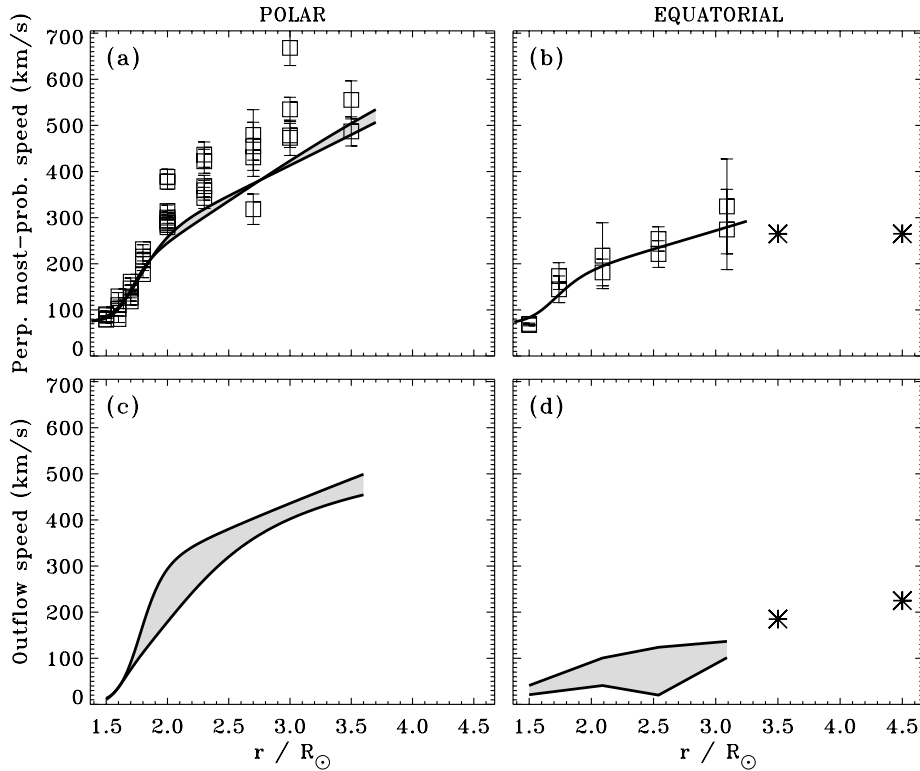 POLAR
EQUATORIAL
Perp. most-prob. speed (km/s)
700
600
500
400
300
200
100
0
(a)
(b)
Outflow speed (km/s)
700
600
500
400
300
200
100
0
(c)
(d)
1.5 2.0 2.5 3.0 3.5 4.0 4.5
1.5 2.0 2.5 3.0 3.5 4.0 4.5
r / R☉
r / R☉